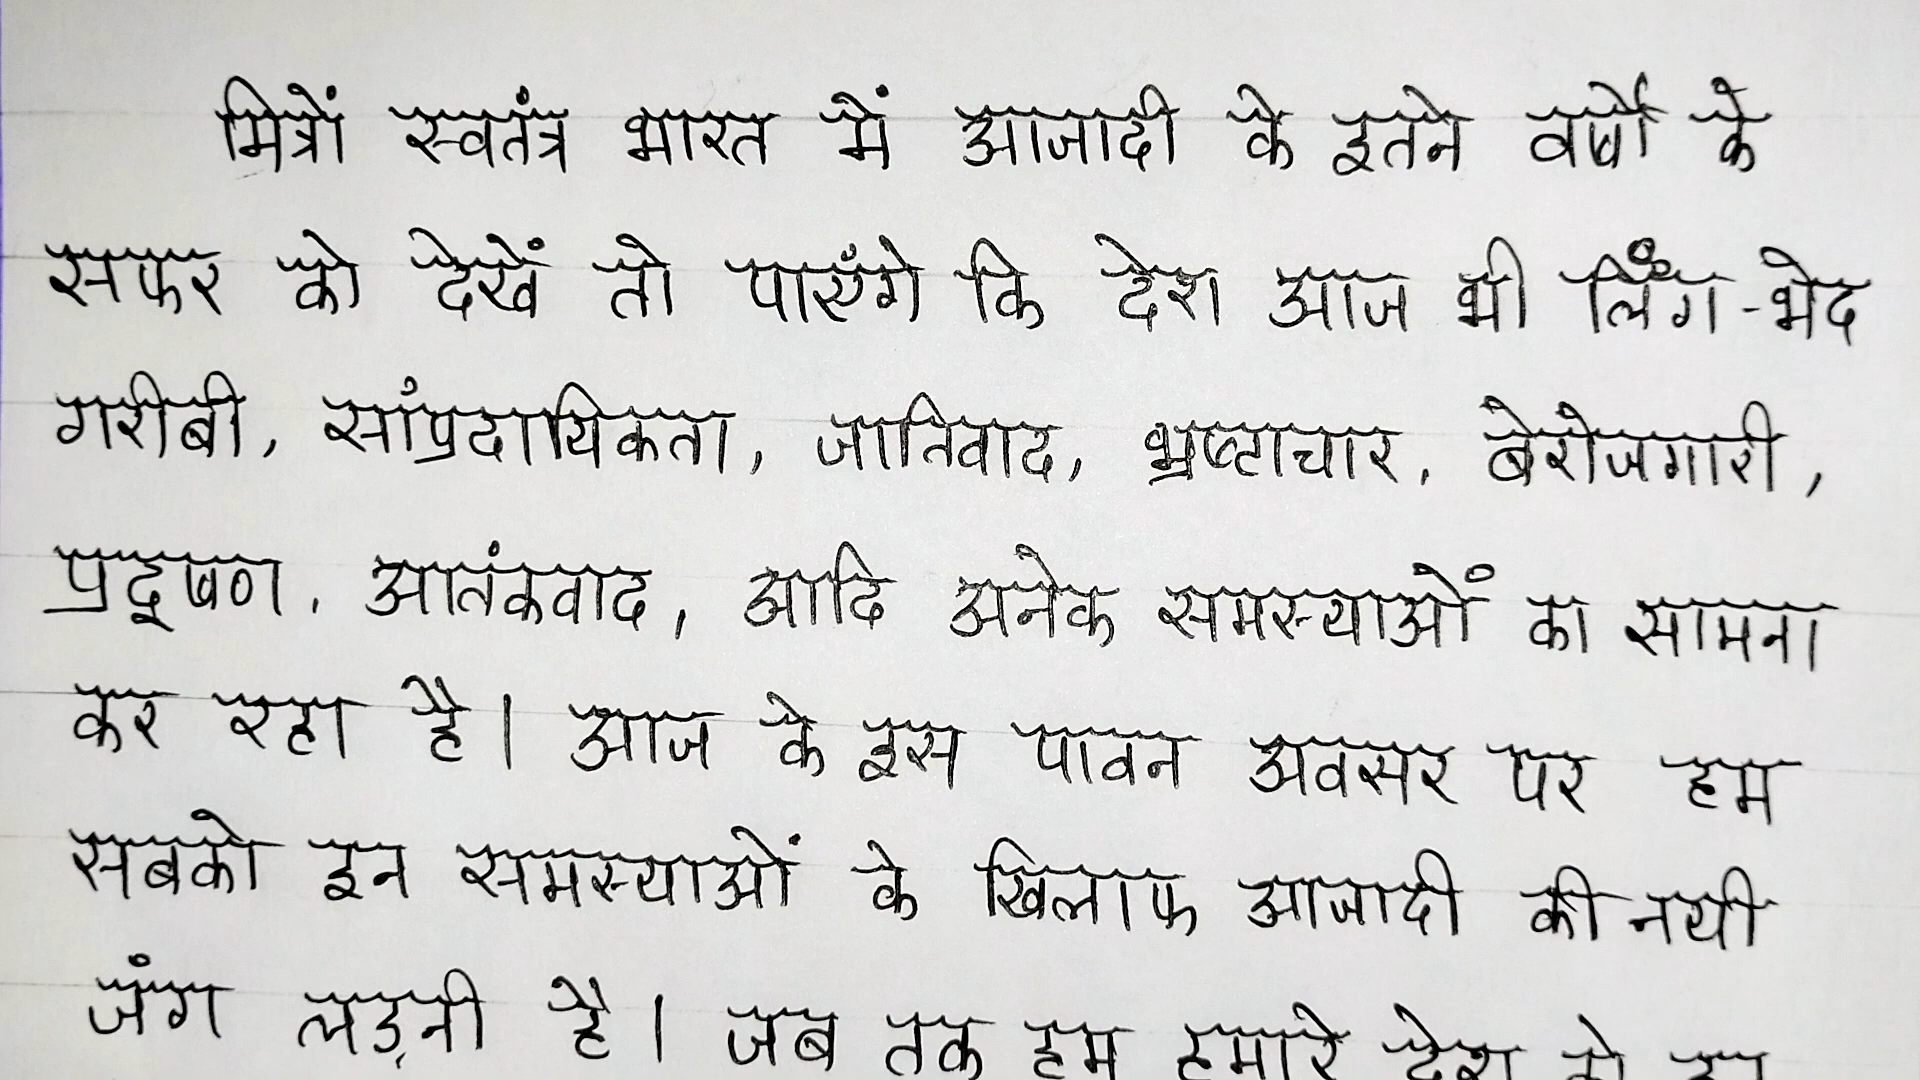 मित्रों स्वतंत्र भारत में आजादी के इतने वर्षों के
सफर को देखें तो पाएंगे कि देश आज भी लिंग-भेद
गरीबी, सांप्रदायिकता, जातिवाद, भ्रष्टाचार, बेरोजगारी,
प्रदूषण, आतंकवाद, आदि अनेक समस्याओं का सामना
कर रहा है। आज के इस पावन अवसर पर हम
सबको इन समस्याओं के खिलाफ आजादी की नयी
जंग लड़नी है। जब तक हम हमारे देश को